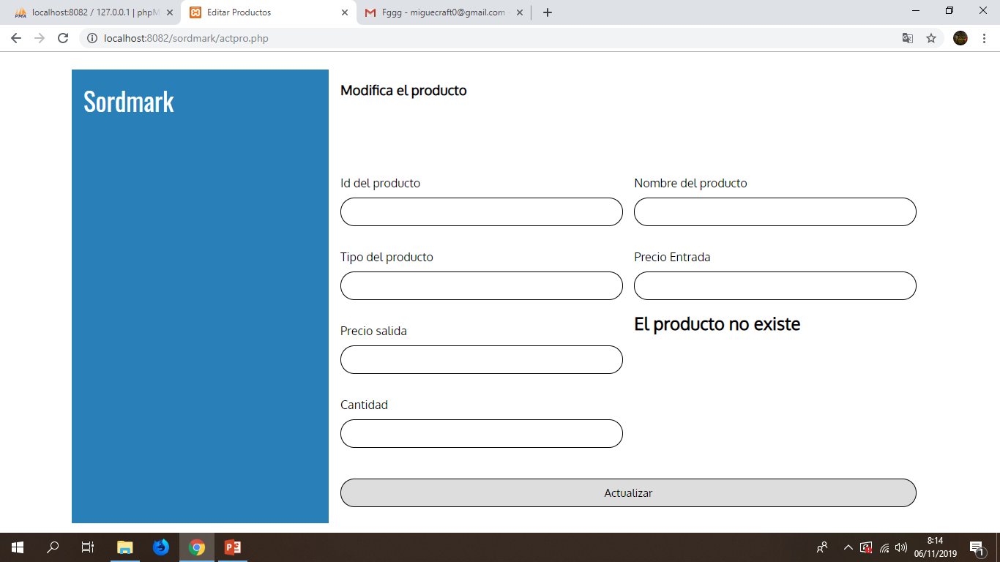 localhost:8082 / 127.0.0.1 | phpM
Editar Productos
Fggg - miguecraft0@gmail.com -
localhost:8082/sordmark/actpro.php
Sordmark
Modifica el producto
Id del producto
Nombre del producto
Tipo del producto
Precio Entrada
Precio salida
El producto no existe
Cantidad
Actualizar
8:14
06/11/2019
1